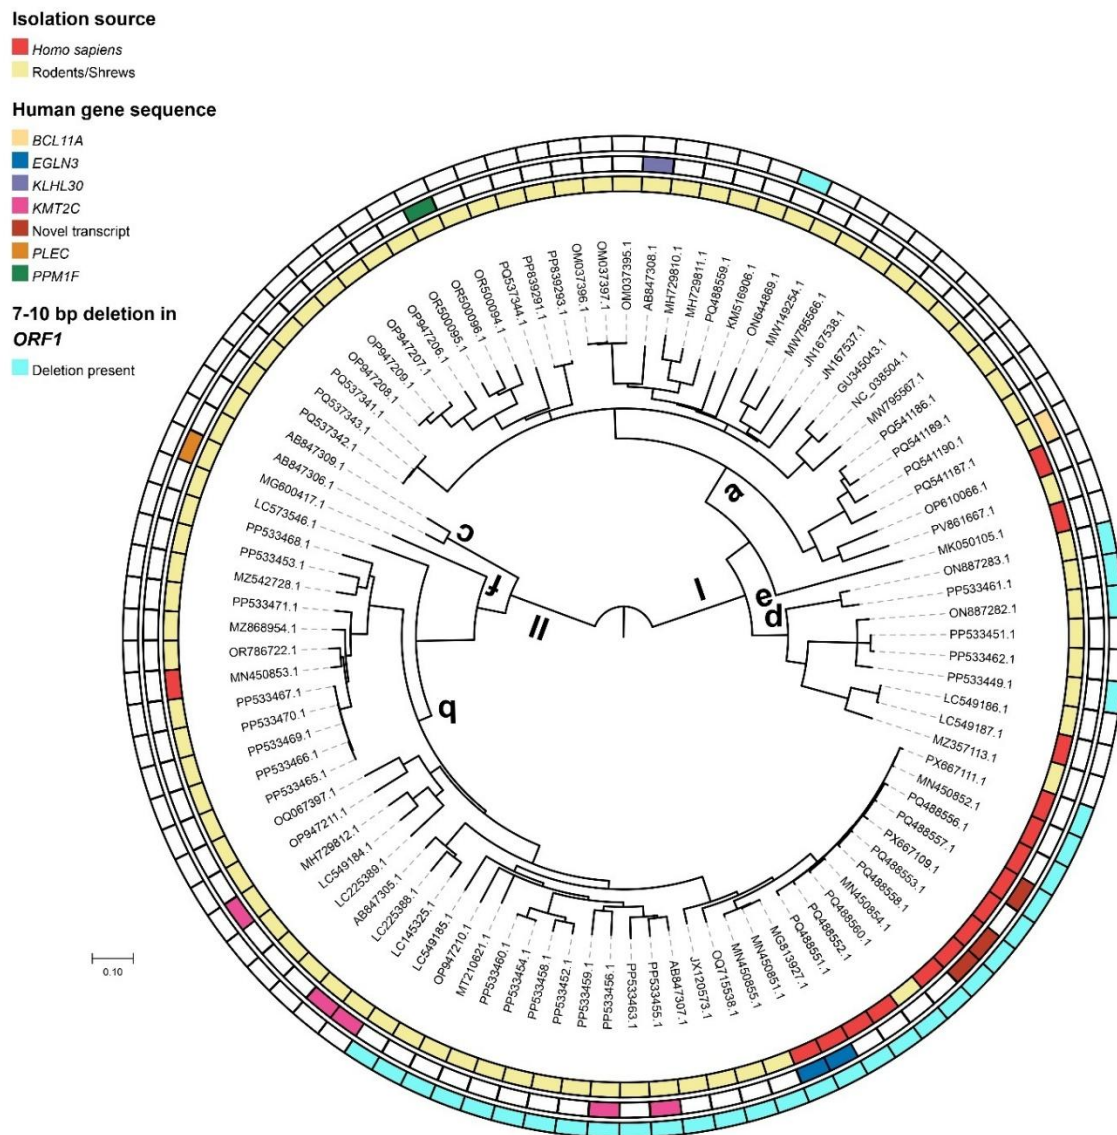 Isolation source
Homo sapiens
Rodents/Shrews
Human gene sequence
BCL11A
EGLN3
KLHL30
KMT2C
Novel transcript
PLEC
PPM1F
7-10 bp deletion in
ORF1
Deletion present
0.10
OM037396.1
OM037397.1
OM037395.1
AB847308.1
MH729810.1
MH729811.1
PQ488559.1
KM516906.1
ON644869.1
MW149254.1
MW795566.1
JN167538.1
JN167537.1
GU345043.1
NC_038504.1
MW795567.1
PQ541186.1
PQ541189.1
PQ541190.1
PQ541187.1
OP610066.1
PV861667.1
MK050105.1
ON887283.1
PP533461.1
ON887282.1
PP533451.1
PP533462.1
PP533449.1
LC549186.1
LC549187.1
MZ357113.1
PX667111.1
MN450852.1
PQ488556.1
PQ488557.1
PX667109.1
PQ488553.1
PQ488558.1
MN450854.1
PQ488560.1
PQ488552.1
PQ488551.1
MG813927.1
MN450851.1
MN450855.1
OQ715538.1
JX120573.1
AB847307.1
PP533455.1
PP533463.1
PP533456.1
PP533459.1
PP533452.1
PP533458.1
PP533454.1
PP533460.1
MT210621.1
OP947210.1
LC549185.1
LC145325.1
LC225388.1
AB847305.1
LC225389.1
LC549184.1
MH729812.1
OP947211.1
OQ067397.1
PP533465.1
PP533466.1
PP533469.1
PP533470.1
PP533467.1
MN450853.1
OR786722.1
MZ868954.1
PP533471.1
MZ542728.1
PP533453.1
PP533468.1
LC573546.1
MG600417.1
AB847306.1
AB847309.1
PQ537342.1
PQ537343.1
PQ537341.1
OP947208.1
OP947209.1
OP947207.1
OP947206.1
OR500095.1
OR500096.1
OR500094.1
PQ537344.1
PP839291.1
PP839293.1
a
c
f
I
e
d
II
b